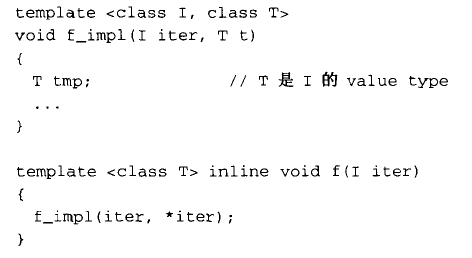 template <class I, class T>
void f_impl(I iter, T t)
{
  T tmp;                // T 是 I 的 value type
  ...
}
template <class T> inline void f(I iter)
{
  f_impl(iter, *iter);
}